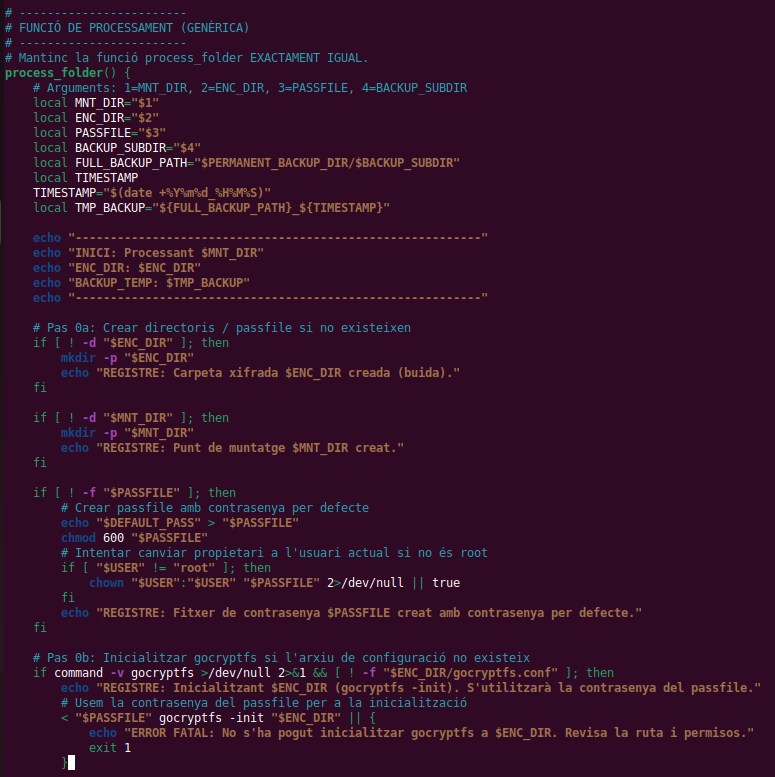 # ------------------------
# FUNCIÓ DE PROCESSAMENT (GENÈRICA)
# ------------------------
# Mantinc la funció process_folder EXACTAMENT IGUAL.
process_folder() {
    # Arguments: 1=MNT_DIR, 2=ENC_DIR, 3=PASSFILE, 4=BACKUP_SUBDIR
    local MNT_DIR="$1"
    local ENC_DIR="$2"
    local PASSFILE="$3"
    local BACKUP_SUBDIR="$4"
    local FULL_BACKUP_PATH="$PERMANENT_BACKUP_DIR/$BACKUP_SUBDIR"
    local TIMESTAMP
    TIMESTAMP="$(date +%Y%m%d_%H%M%S)"
    local TMP_BACKUP="${FULL_BACKUP_PATH}_${TIMESTAMP}"

    echo "----------------------------------------------------------"
    echo "INICI: Processant $MNT_DIR"
    echo "ENC_DIR: $ENC_DIR"
    echo "BACKUP_TEMP: $TMP_BACKUP"
    echo "----------------------------------------------------------"

    # Pas 0a: Crear directoris / passfile si no existeixen
    if [ ! -d "$ENC_DIR" ]; then
        mkdir -p "$ENC_DIR"
        echo "REGISTRE: Carpeta xifrada $ENC_DIR creada (buida)."
    fi

    if [ ! -d "$MNT_DIR" ]; then
        mkdir -p "$MNT_DIR"
        echo "REGISTRE: Punt de muntatge $MNT_DIR creat."
    fi

    if [ ! -f "$PASSFILE" ]; then
        # Crear passfile amb contrasenya per defecte
        echo "$DEFAULT_PASS" > "$PASSFILE"
        chmod 600 "$PASSFILE"
        # Intentar canviar propietari a l'usuari actual si no és root
        if [ "$USER" != "root" ]; then
            chown "$USER":"$USER" "$PASSFILE" 2>/dev/null || true
        fi
        echo "REGISTRE: Fitxer de contrasenya $PASSFILE creat amb contrasenya per defecte."
    fi

    # Pas 0b: Inicialitzar gocryptfs si l'arxiu de configuració no existeix
    if command -v gocryptfs >/dev/null 2>&1 && [ ! -f "$ENC_DIR/gocryptfs.conf" ]; then
        echo "REGISTRE: Inicialitzant $ENC_DIR (gocryptfs -init). S'utilitzarà la contrasenya del passfile."
        # Usem la contrasenya del passfile per a la inicialització
        < "$PASSFILE" gocryptfs -init "$ENC_DIR" || {
            echo "ERROR FATAL: No s'ha pogut inicialitzar gocryptfs a $ENC_DIR. Revisa la ruta i permisos."
            exit 1
        }